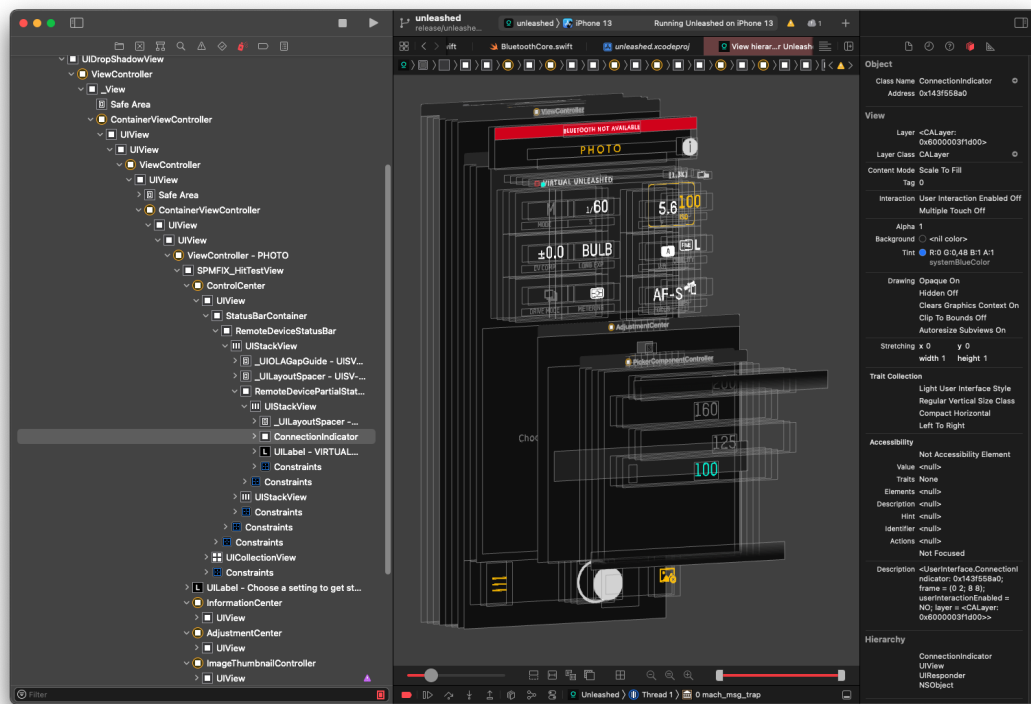 unleashed
release/unleashe...
unleashed
iPhone 13
Running Unleashed on iPhone 13
1
vift
BluetoothCore.swift
unleashed.xcodeproj
View hierar...r Unleash
UIDropShadowView
ViewController
_View
Safe Area
ContainerViewController
UIView
UIView
ViewController
UIView
Safe Area
ContainerViewController
UIView
UIView
ViewController - PHOTO
SPMFIX_HitTestView
ControlCenter
UIView
StatusBarContainer
RemoteDeviceStatusBar
UIStackView
_UIOLAGapGuide - UISV...
_UILayoutSpacer - UISV-...
RemoteDevicePartialStat...
UIStackView
_UILayoutSpacer -...
ConnectionIndicator
UILabel - VIRTUAL...
Constraints
Constraints
UIStackView
Constraints
Constraints
Constraints
UICollectionView
Constraints
UILabel - Choose a setting to get st...
InformationCenter
UIView
AdjustmentCenter
UIView
ImageThumbnailController
UIView
Filter
ViewController
BLUETOOTH NOT AVAILABLE
PHOTO
VIRTUAL UNLEASHED
M
1/60
5.6
100
MODE
ISO
±0.0
BULB
A
FINE L
EV COMP
DRIVE MODE
METERING
AF-S
AdjustmentCenter
PickerComponentController
200
160
Choo
125
100
Unleashed
Thread 1
0 mach_msg_trap
Object
Class Name ConnectionIndicator
Address 0x143f558a0
View
Layer <CALayer:
0x6000003f1d00>
Layer Class CALayer
Content Mode Scale To Fill
Tag 0
Interaction User Interaction Enabled Off
Multiple Touch Off
Alpha 1
Background <nil color>
Tint R:0 G:0,48 B:1 A:1
systemBlueColor
Drawing Opaque On
Hidden Off
Clears Graphics Context On
Clip To Bounds Off
Autoresize Subviews On
Stretching x 0 y 0
width 1 height 1
Trait Collection
Light User Interface Style
Regular Vertical Size Class
Compact Horizontal
Left To Right
Accessibility
Not Accessibility Element
Value <null>
Traits None
Elements <null>
Description <null>
Hint <null>
Identifier <null>
Actions <null>
Not Focused
Description <UserInterface.ConnectionI
ndicator: 0x143f558a0;
frame = (0 2; 8 8);
userInteractionEnabled =
NO; layer = <CALayer:
0x6000003f1d00>>
Hierarchy
ConnectionIndicator
UIView
UIResponder
NSObject